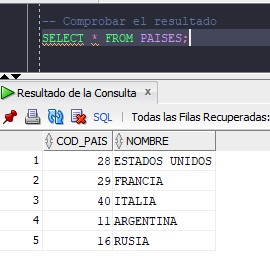 -- Comprobar el resultado
SELECT * FROM PAISES;
Resultado de la Consulta x
SQL | Todas las Filas Recuperadas:
COD_PAIS NOMBRE
1 28 ESTADOS UNIDOS
2 29 FRANCIA
3 40 ITALIA
4 11 ARGENTINA
5 16 RUSIA